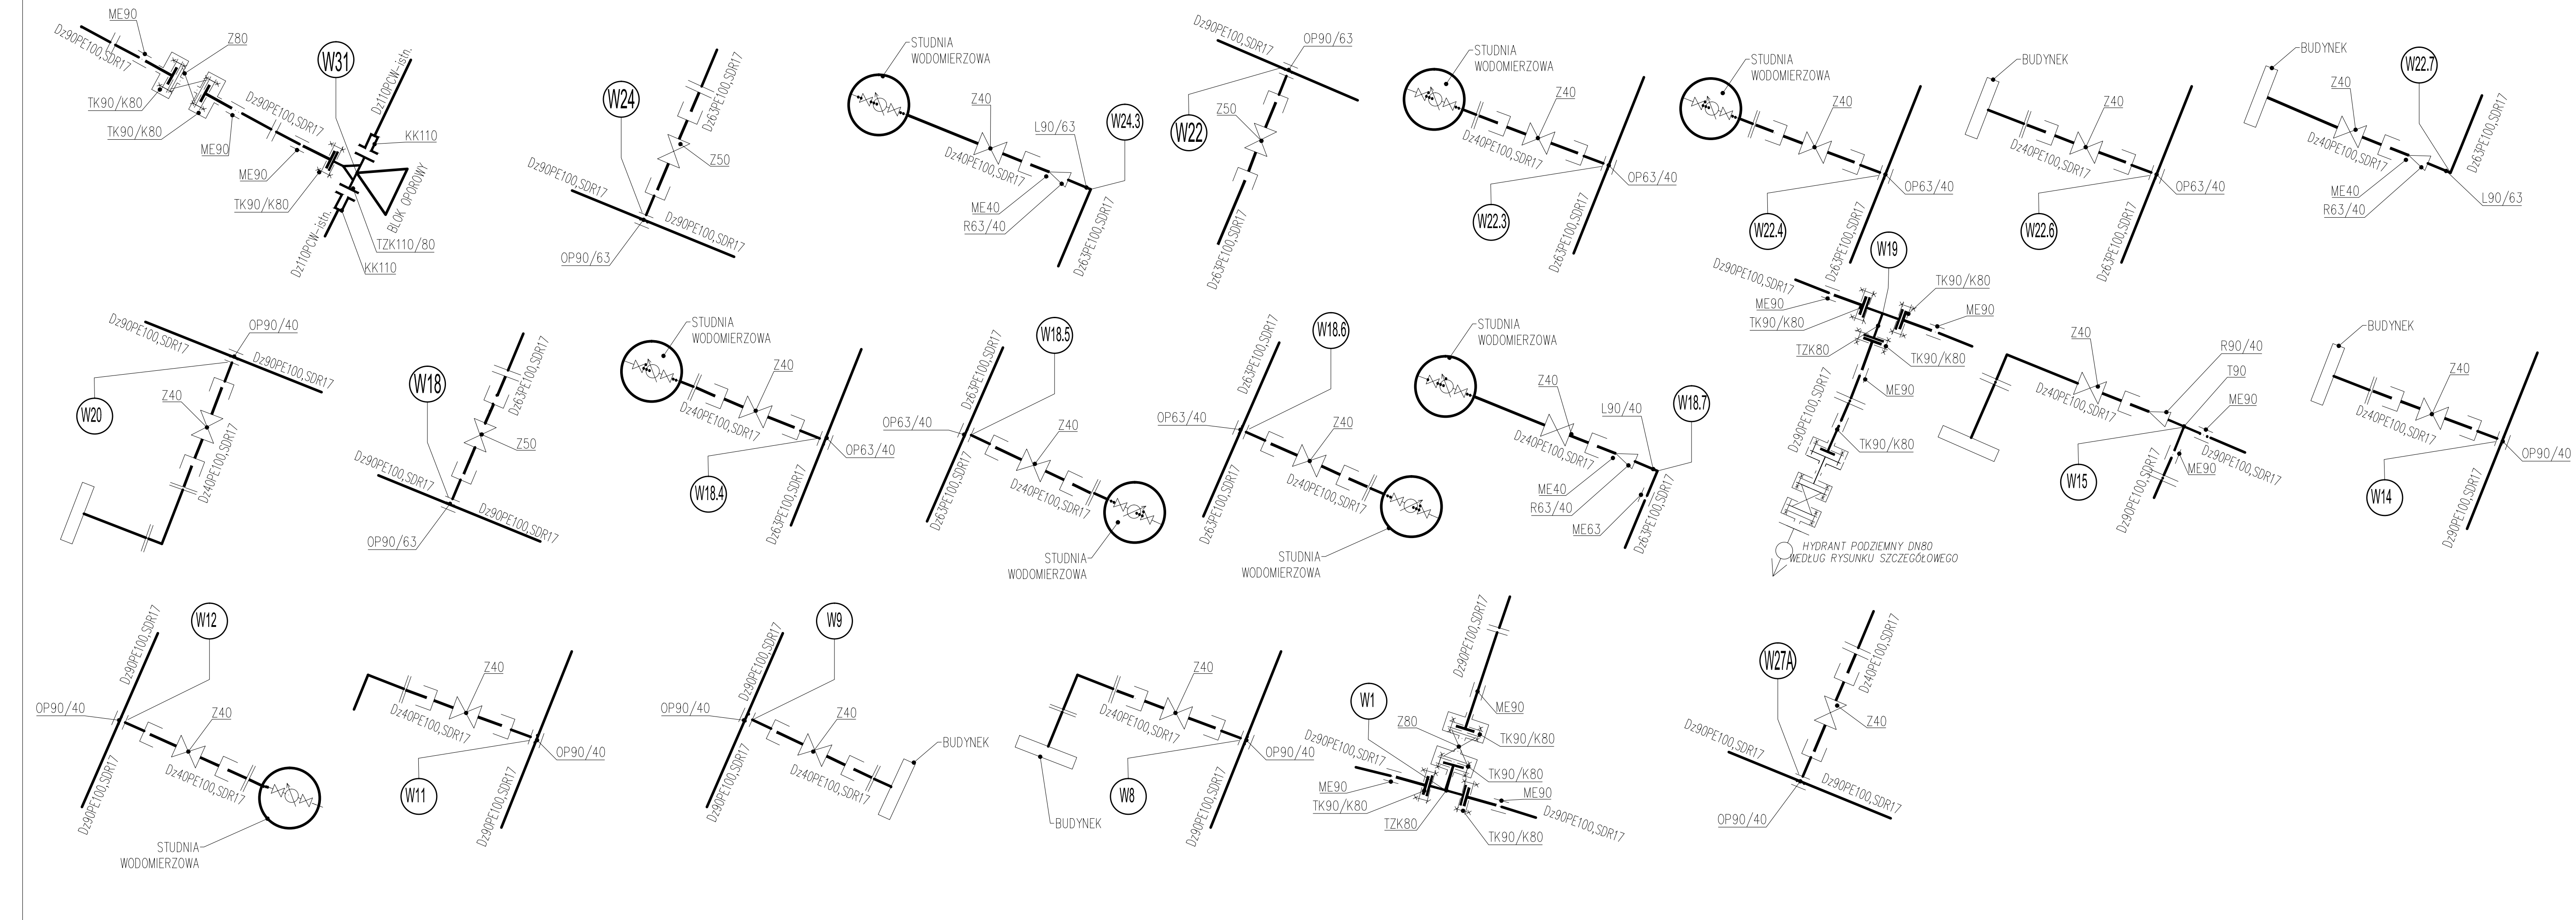 ME90
Dz90PE100,SDR17
Z80
TK90/K80
TK90/K80
ME90
Dz90PE100,SDR17
ME90
TK90/K80
W31
Dz110PCW-istn.
KK110
BLOK OPOROWY
TZK110/80
KK110
Dz110PCW-istn.
W24
Dz63PE100,SDR17
Z50
Dz90PE100,SDR17
Dz90PE100,SDR17
OP90/63
STUDNIA
WODOMIERZOWA
Z40
Dz40PE100,SDR17
L90/63
W24.3
ME40
R63/40
Dz63PE100,SDR17
Dz90PE100,SDR17
OP90/63
W22
Z50
Dz63PE100,SDR17
STUDNIA
WODOMIERZOWA
Z40
Dz40PE100,SDR17
Dz63PE100,SDR17
OP63/40
W22.3
Dz63PE100,SDR17
STUDNIA
WODOMIERZOWA
Z40
Dz40PE100,SDR17
Dz63PE100,SDR17
OP63/40
W22.4
Dz63PE100,SDR17
BUDYNEK
Z40
Dz40PE100,SDR17
Dz63PE100,SDR17
OP63/40
W22.6
Dz63PE100,SDR17
BUDYNEK
W22.7
Z40
Dz40PE100,SDR17
Dz63PE100,SDR17
ME40
R63/40
L90/63
Dz90PE100,SDR17
OP90/40
Dz90PE100,SDR17
W20
Z40
Dz40PE100,SDR17
W18
Dz63PE100,SDR17
Z50
Dz90PE100,SDR17
Dz90PE100,SDR17
OP90/63
STUDNIA
WODOMIERZOWA
Z40
Dz40PE100,SDR17
OP63/40
W18.4
Dz63PE100,SDR17
Dz63PE100,SDR17
W18.5
OP63/40
Z40
Dz40PE100,SDR17
Dz63PE100,SDR17
STUDNIA
WODOMIERZOWA
Dz63PE100,SDR17
W18.6
OP63/40
Z40
Dz40PE100,SDR17
Dz63PE100,SDR17
STUDNIA
WODOMIERZOWA
STUDNIA
WODOMIERZOWA
Z40
Dz40PE100,SDR17
L90/40
W18.7
ME40
R63/40
ME63
Dz63PE100,SDR17
W19
Dz90PE100,SDR17
TK90/K80
ME90
ME90
TK90/K80
TZK80
TK90/K80
ME90
Dz90PE100,SDR17
TK90/K80
HYDRANT PODZIEMNY DN80
WEDŁUG RYSUNKU SZCZEGÓŁOWEGO
Z40
Dz40PE100,SDR17
R90/40
T90
ME90
Dz90PE100,SDR17
ME90
W15
Dz90PE100,SDR17
BUDYNEK
Z40
Dz40PE100,SDR17
OP90/40
W14
Dz90PE100,SDR17
Dz90PE100,SDR17
W12
OP90/40
Z40
Dz40PE100,SDR17
Dz90PE100,SDR17
STUDNIA
WODOMIERZOWA
Z40
Dz40PE100,SDR17
OP90/40
W11
Dz90PE100,SDR17
Dz90PE100,SDR17
W9
OP90/40
Z40
Dz40PE100,SDR17
Dz90PE100,SDR17
BUDYNEK
Z40
Dz40PE100,SDR17
OP90/40
W8
BUDYNEK
Dz90PE100,SDR17
Dz90PE100,SDR17
W1
ME90
Z80
TK90/K80
Dz90PE100,SDR17
TK90/K80
ME90
TK90/K80
ME90
Dz90PE100,SDR17
TZK80
TK90/K80
W27A
Dz40PE100,SDR17
Z40
Dz90PE100,SDR17
Dz90PE100,SDR17
OP90/40